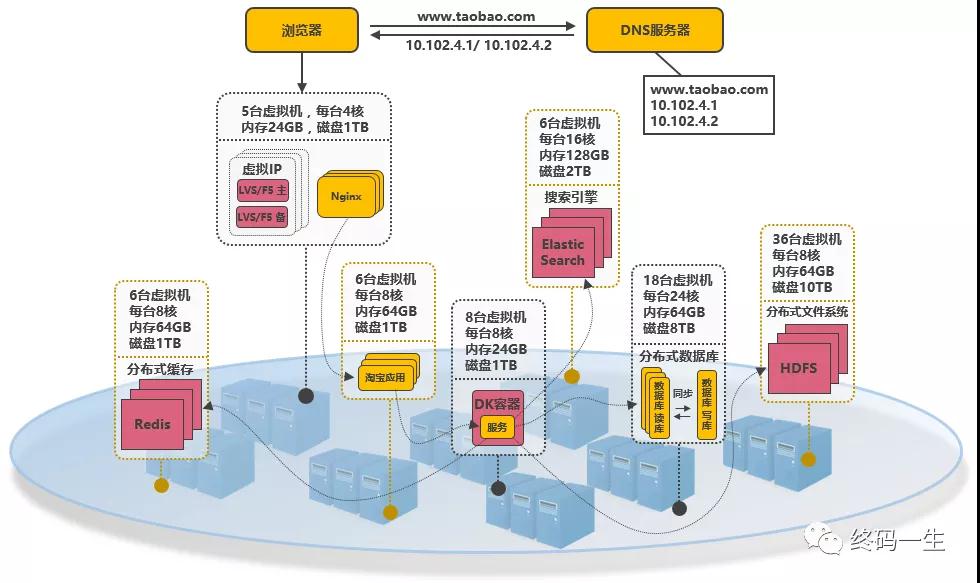 浏览器
www.taobao.com
10.102.4.1/ 10.102.4.2
DNS服务器
www.taobao.com
10.102.4.1
10.102.4.2
5台虚拟机，每台4核
内存24GB，磁盘1TB
虚拟IP
LVS/F5 主
LVS/F5 备
Nginx
6台虚拟机
每台16核
内存128GB
磁盘2TB
搜索引擎
Elastic
Search
36台虚拟机
每台8核
内存64GB
磁盘10TB
分布式文件系统
HDFS
6台虚拟机
每台8核
内存64GB
磁盘1TB
分布式缓存
Redis
6台虚拟机
每台8核
内存64GB
磁盘1TB
淘宝应用
8台虚拟机
每台8核
内存24GB
磁盘1TB
DK容器
服务
18台虚拟机
每台24核
内存64GB
磁盘8TB
分布式数据库
数据库 读库
同步
数据库 写库
终码一生